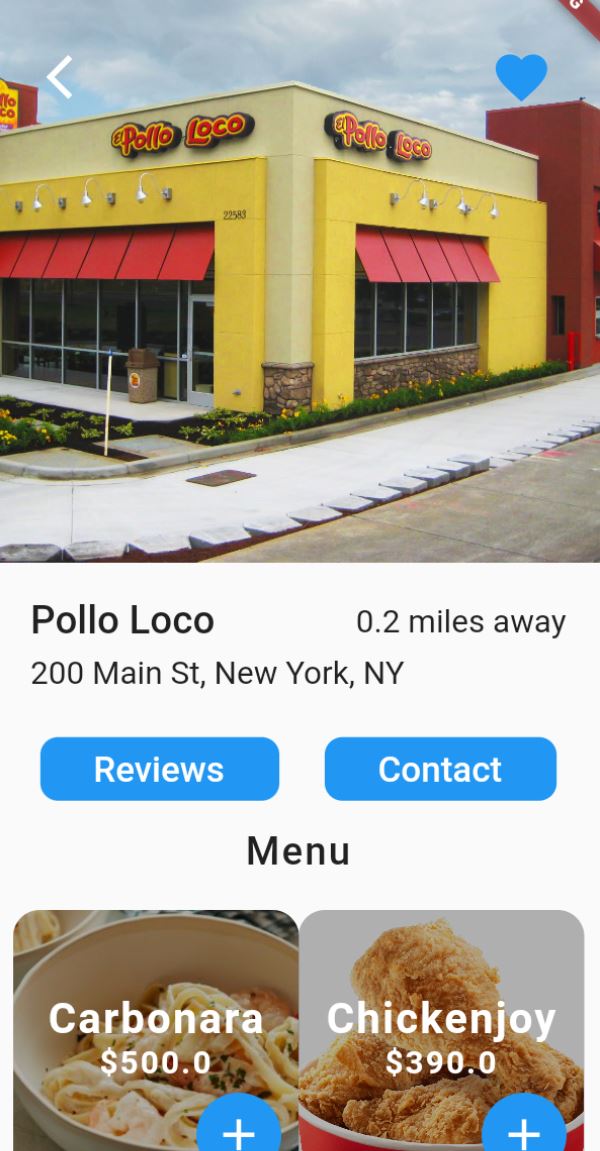 G
El Pollo Loco
El Pollo Loco
22583
Pollo Loco
0.2 miles away
200 Main St, New York, NY
Reviews
Contact
Menu
Carbonara
$500.0
Chickenjoy
$390.0